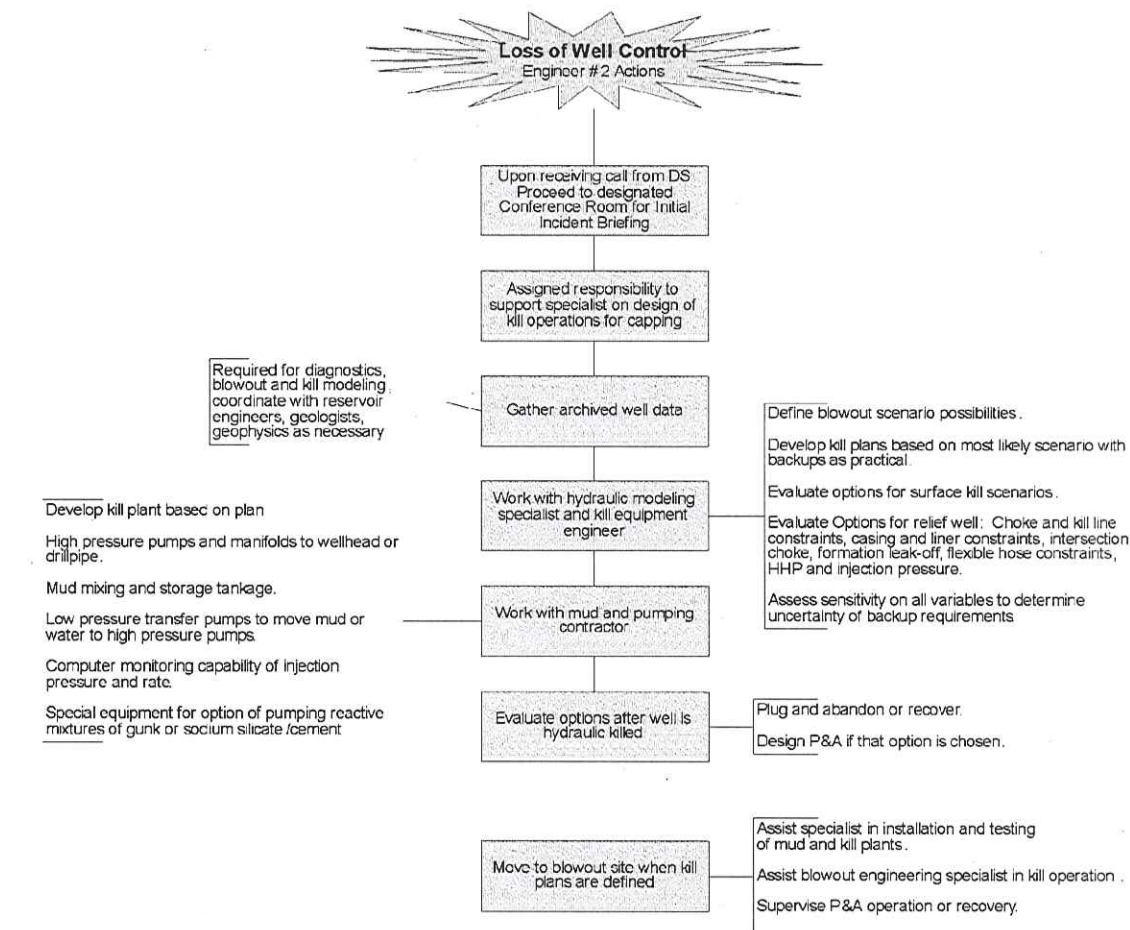 Loss of Well Control
Engineer #2 Actions
Upon receiving call from DS
Proceed to designated
Conference Room for Initial
Incident Briefing
Assigned responsibility to
support specialist on design of
kill operations for capping
Required for diagnostics,
blowout and kill modeling
coordinate with reservoir
engineers, geologists,
geophysics as necessary
Gather archived well data
Define blowout scenario possibilities.
Develop kill plans based on most likely scenario with
backups as practical.
Evaluate options for surface kill scenarios.
Evaluate Options for relief well: Choke and kill line
constraints, casing and liner constraints, intersection
choke, formation leak-off, flexible hose constraints,
HHP and injection pressure.
Assess sensitivity on all variables to determine
uncertainty of backup requirements
Work with hydraulic modeling
specialist and kill equipment
engineer
Develop kill plant based on plan
High pressure pumps and manifolds to wellhead or
drillpipe.
Mud mixing and storage tankage.
Low pressure transfer pumps to move mud or
water to high pressure pumps.
Computer monitoring capability of injection
pressure and rate.
Special equipment for option of pumping reactive
mixtures of gunk or socium silicate /cement
Work with mud and pumping
contractor
Evaluate options after well is
hydraulic killed
Plug and abandon or recover.
Design P&A if that option is chosen.
Move to blowout site when kill
plans are defined
Assist specialist in installation and testing
of mud and kill plants.
Assist blowout engineering specialist in kill operation.
Supervise P&A operation or recovery.